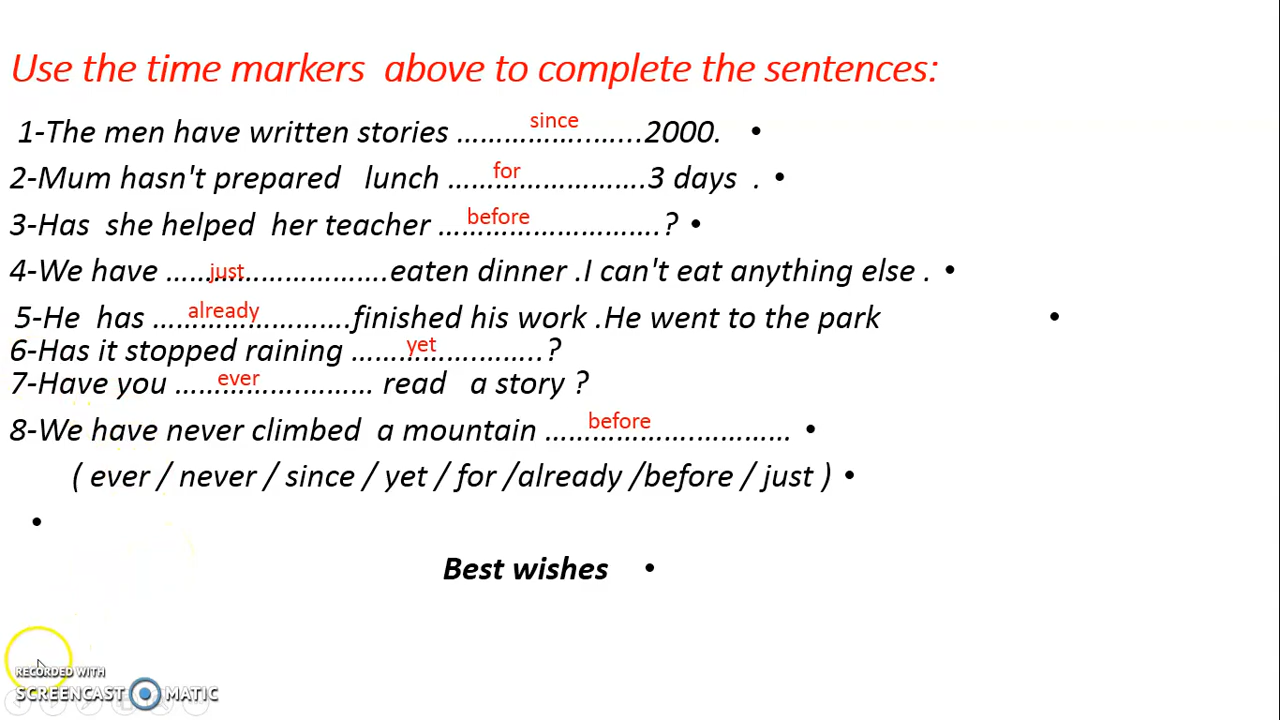 Use the time markers above to complete the sentences:
1-The men have written stories ......................since......................2000. •
2-Mum hasn't prepared lunch ......................for......................3 days . •
3-Has she helped her teacher ......................before......................? •
4-We have ......................just......................eaten dinner .I can't eat anything else . •
5-He has ......................already......................finished his work .He went to the park •
6-Has it stopped raining ......................yet......................?
7-Have you ......................ever...................... read a story ?
8-We have never climbed a mountain ......................before...................... •
( ever / never / since / yet / for /already /before / just ) •
•
Best wishes •
RECORDED WITH
SCREENCAST MATIC